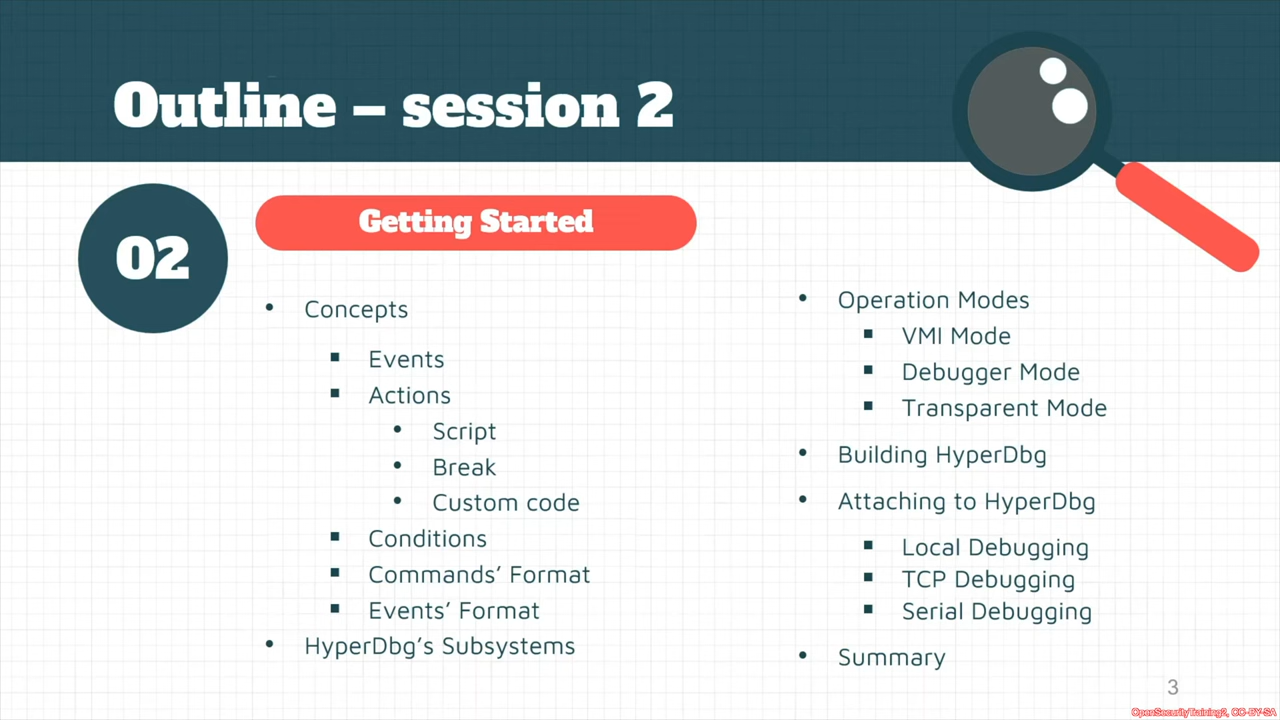 Outline – session 2
02
Getting Started
• Concepts
▪ Events
▪ Actions
• Script
• Break
• Custom code
▪ Conditions
▪ Commands’ Format
▪ Events’ Format
• HyperDbg’s Subsystems
• Operation Modes
▪ VMI Mode
▪ Debugger Mode
▪ Transparent Mode
• Building HyperDbg
• Attaching to HyperDbg
▪ Local Debugging
▪ TCP Debugging
▪ Serial Debugging
• Summary
3
OpenSecurityTraining2, CC-BY-SA